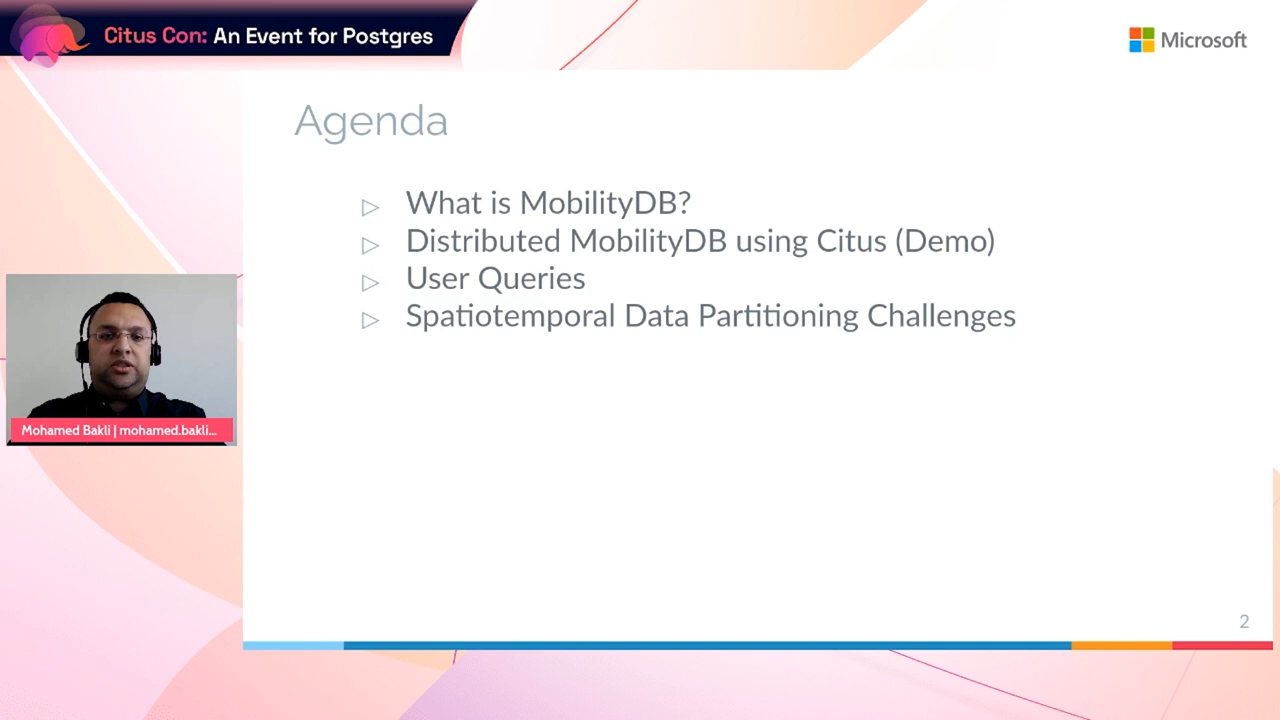 Citus Con: An Event for Postgres
Microsoft
Agenda
▷ What is MobilityDB?
▷ Distributed MobilityDB using Citus (Demo)
▷ User Queries
▷ Spatiotemporal Data Partitioning Challenges
Mohamed Bakli | mohamed.bakli...
2